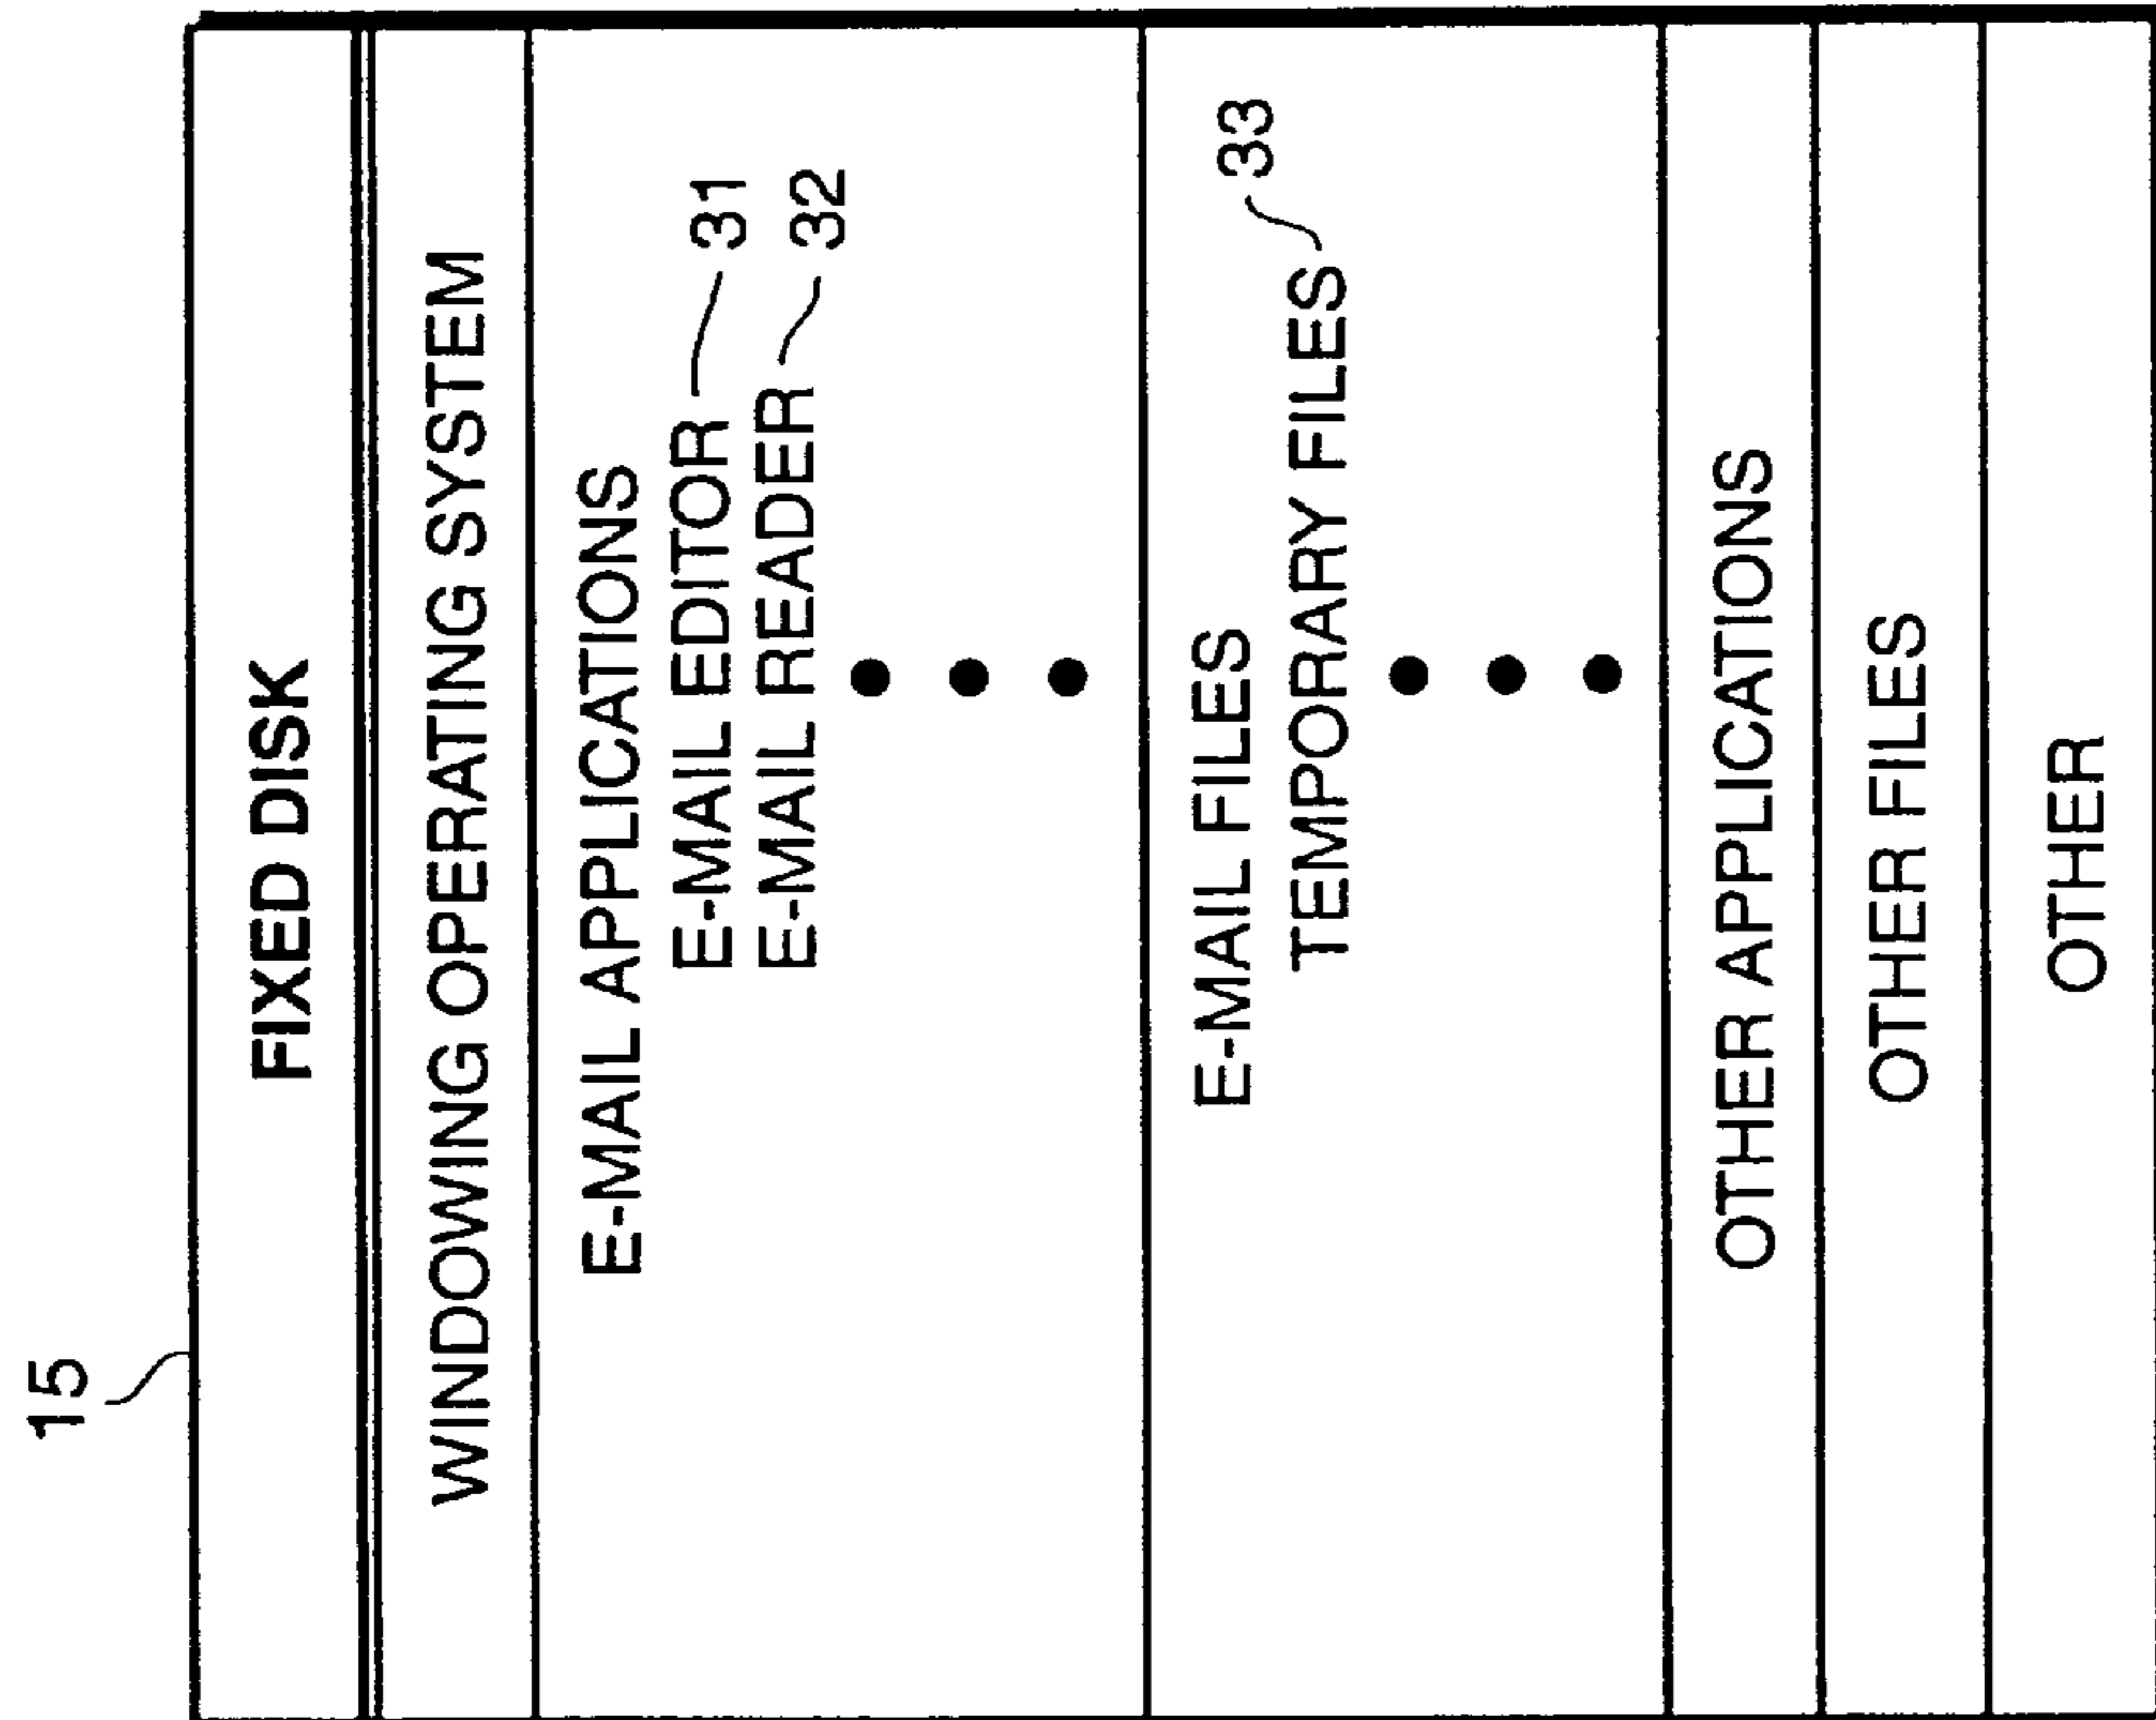 15
FIXED DISK
WINDOWING OPERATING SYSTEM
E-MAIL APPLICATIONS
E-MAIL EDITOR 31
E-MAIL READER 32
E-MAIL FILES
TEMPORARY FILES 33
OTHER APPLICATIONS
OTHER FILES
OTHER